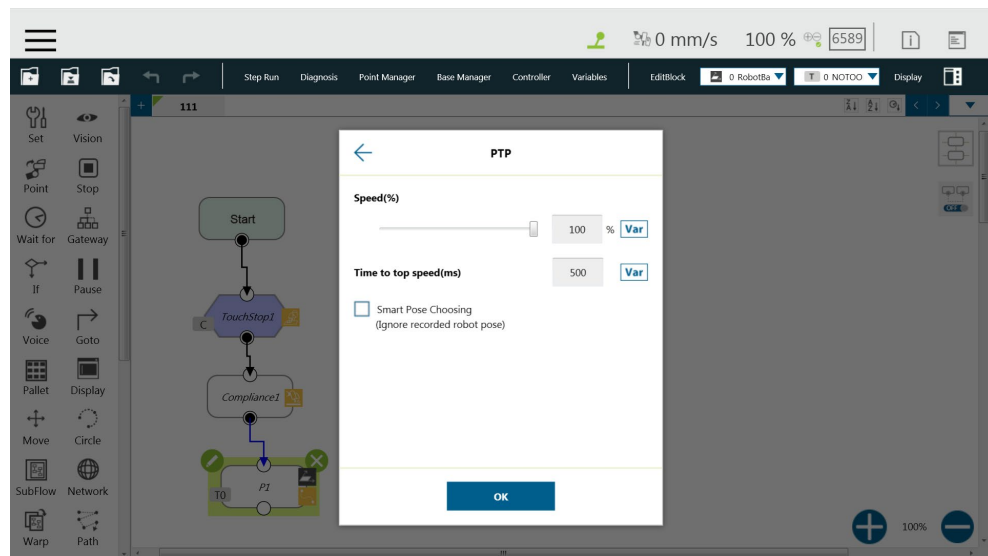 0 mm/s 100 % 6589
Step Run Diagnosis Point Manager Base Manager Controller Variables EditBlock 0 RobotBa T 0 NOTOO Display
111
Set Vision
Point Stop
Wait for Gateway
If Pause
Voice Goto
Pallet Display
Move Circle
SubFlow Network
Warp Path
Start
C TouchStop1
Compliance1
T0 P1
PTP
Speed(%)
100 % Var
Time to top speed(ms) 500 Var
Smart Pose Choosing
(Ignore recorded robot pose)
OK
OFF
100%